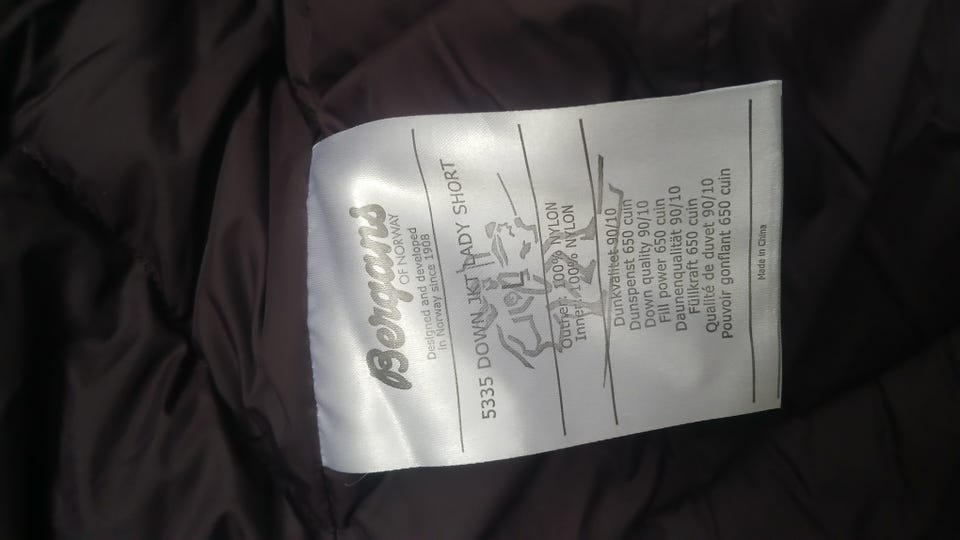 Bergans
OF NORWAY
Designed and developed
in Norway since 1908
5335 DOWN JKT LADY SHORT
Outher 100% NYLON
Inner 100% NYLON
Dunkvalitet 90/10
Dunspenst 650 cuin
Down quality 90/10
Fill power 650 cuin
Daunenqualität 90/10
Füllkraft 650 cuin
Qualité de duvet 90/10
Pouvoir gonflant 650 cuin
Made in China